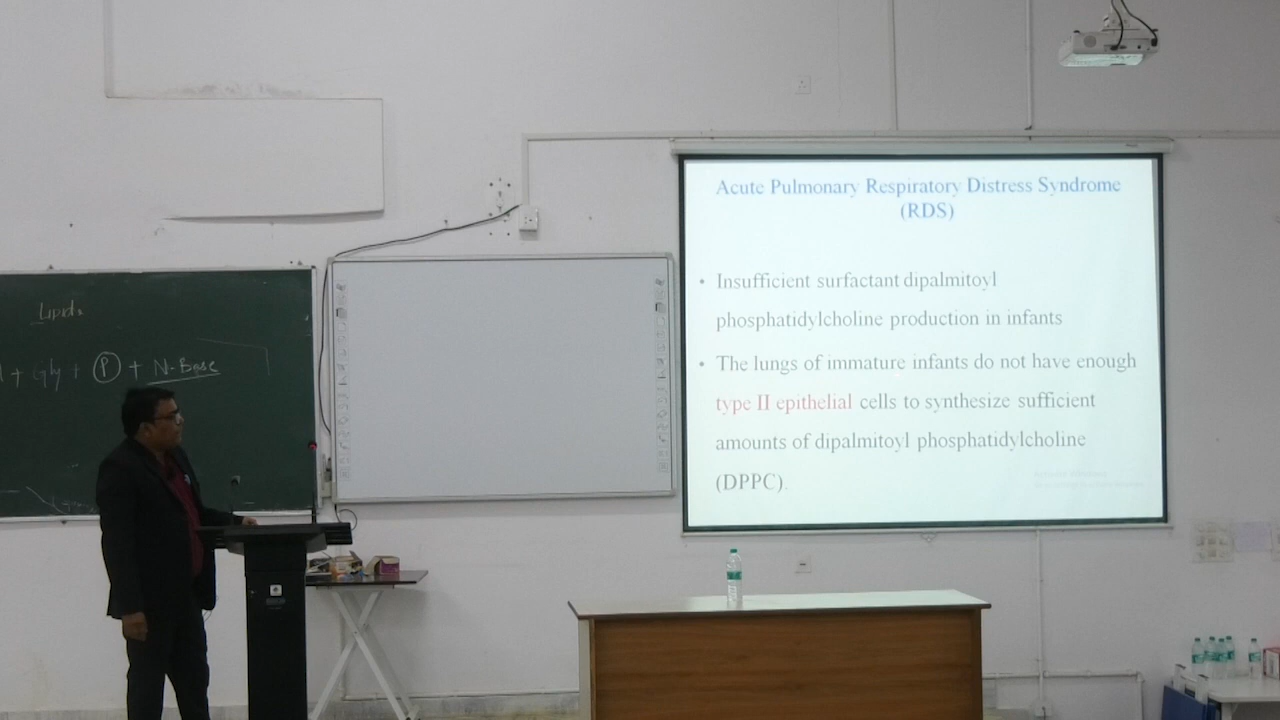 Lipids
+ Gly + P + N-Base
Acute Pulmonary Respiratory Distress Syndrome
(RDS)
• Insufficient surfactant dipalmitoyl
phosphatidylcholine production in infants
• The lungs of immature infants do not have enough
type II epithelial cells to synthesize sufficient
amounts of dipalmitoyl phosphatidylcholine
(DPPC).